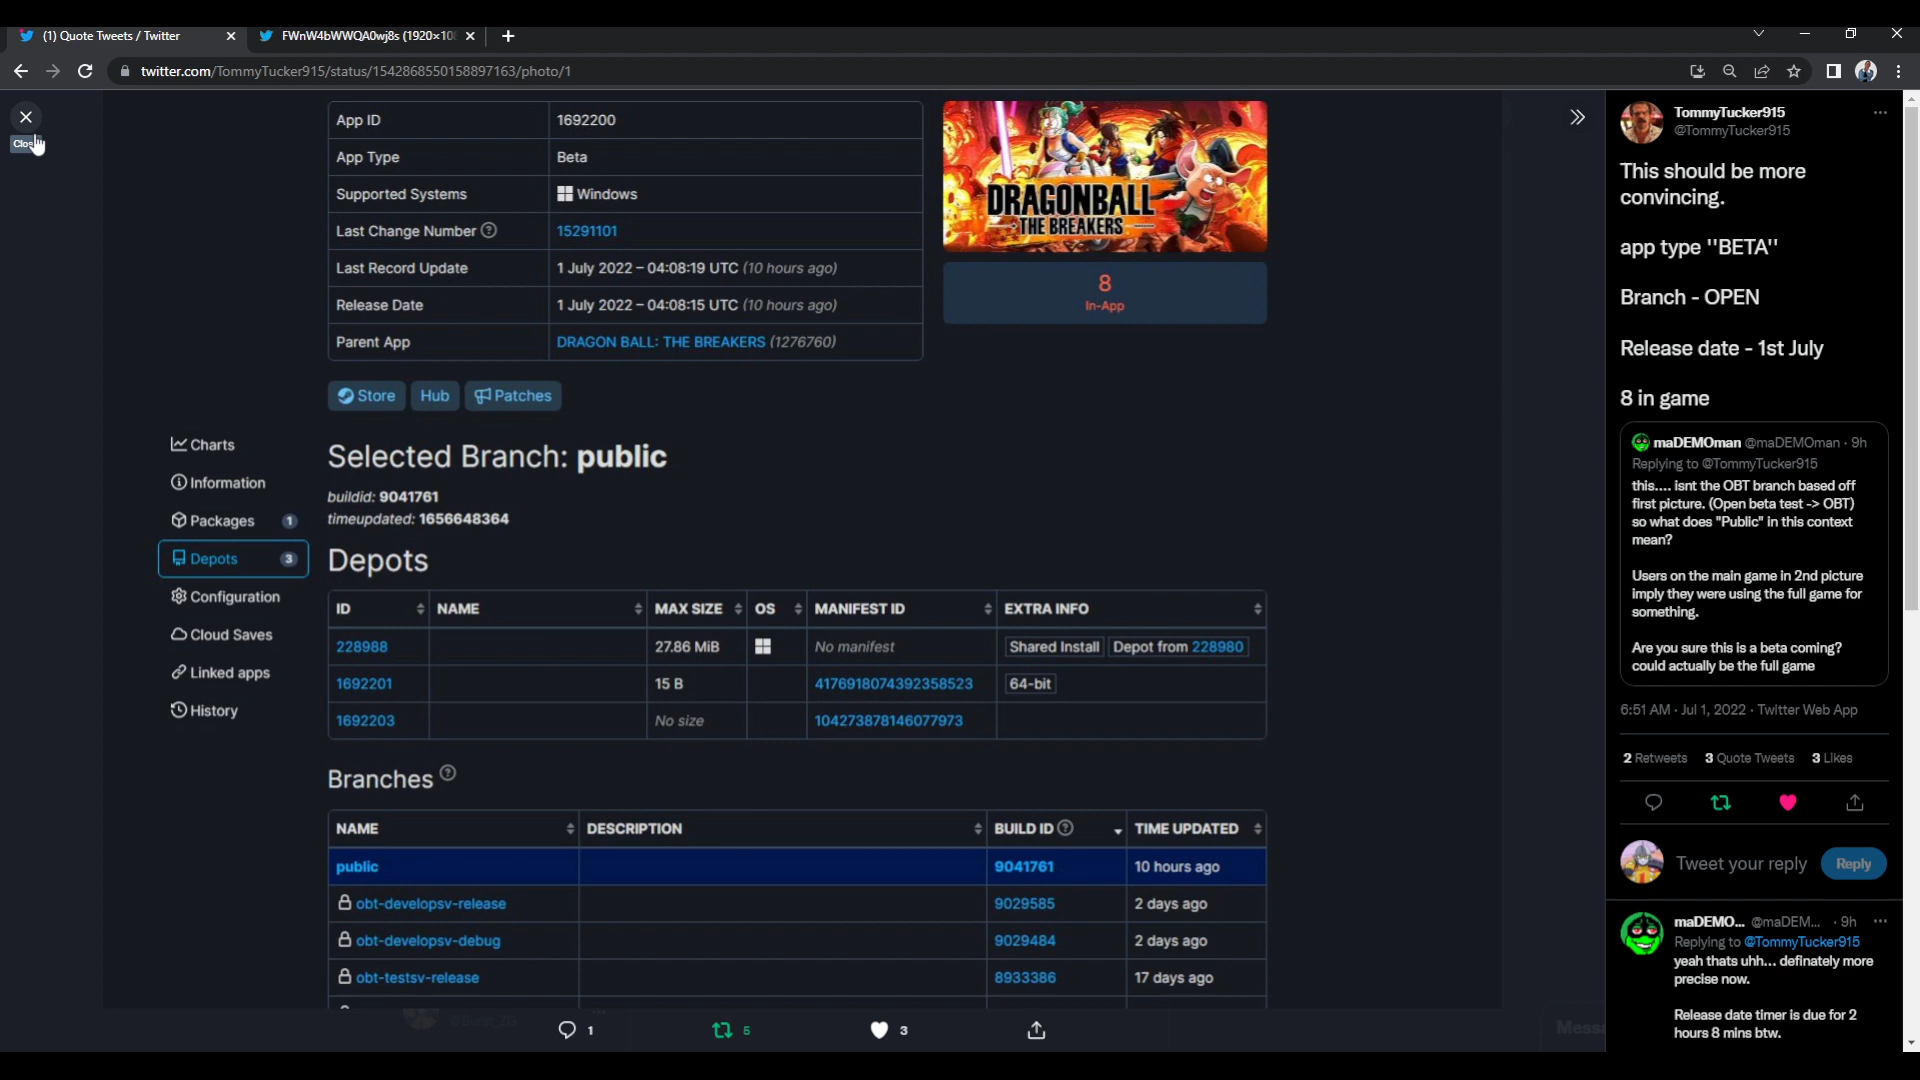 (1) Quote Tweets / Twitter
FWnW4bWWQA0wj8s (1920×10
twitter.com/TommyTucker915/status/1542868550158897163/photo/1
App ID 1692200
App Type Beta
Supported Systems Windows
Last Change Number 15291101
Last Record Update 1 July 2022 – 04:08:19 UTC (10 hours ago)
Release Date 1 July 2022 – 04:08:15 UTC (10 hours ago)
Parent App DRAGON BALL: THE BREAKERS (1276760)
DRAGONBALL
THE BREAKERS
8
In-App
Store Hub Patches
Charts
Information
Packages 1
Depots 3
Configuration
Cloud Saves
Linked apps
History
Selected Branch: public
buildid: 9041761
timeupdated: 1656648364
Depots
ID NAME MAX SIZE OS MANIFEST ID EXTRA INFO
228988 27.86 MiB No manifest Shared Install Depot from 228980
1692201 15 B 4176918074392358523 64-bit
1692203 No size 104273878146077973
Branches
NAME DESCRIPTION BUILD ID TIME UPDATED
public 9041761 10 hours ago
obt-developsv-release 9029585 2 days ago
obt-developsv-debug 9029484 2 days ago
obt-testsv-release 8933386 17 days ago
1 5 3
TommyTucker915
@TommyTucker915
This should be more
convincing.
app type "BETA"
Branch - OPEN
Release date - 1st July
8 in game
maDEMOman @maDEMOman · 9h
Replying to @TommyTucker915
this.... isnt the OBT branch based off
first picture. (Open beta test -> OBT)
so what does "Public" in this context
mean?
Users on the main game in 2nd picture
imply they were using the full game for
something.
Are you sure this is a beta coming?
could actually be the full game
6:51 AM · Jul 1, 2022 · Twitter Web App
2 Retweets 3 Quote Tweets 3 Likes
Tweet your reply
Reply
maDEMO... @maDEM... · 9h
Replying to @TommyTucker915
yeah thats uhh... definately more
precise now.
Release date timer is due for 2
hours 8 mins btw.